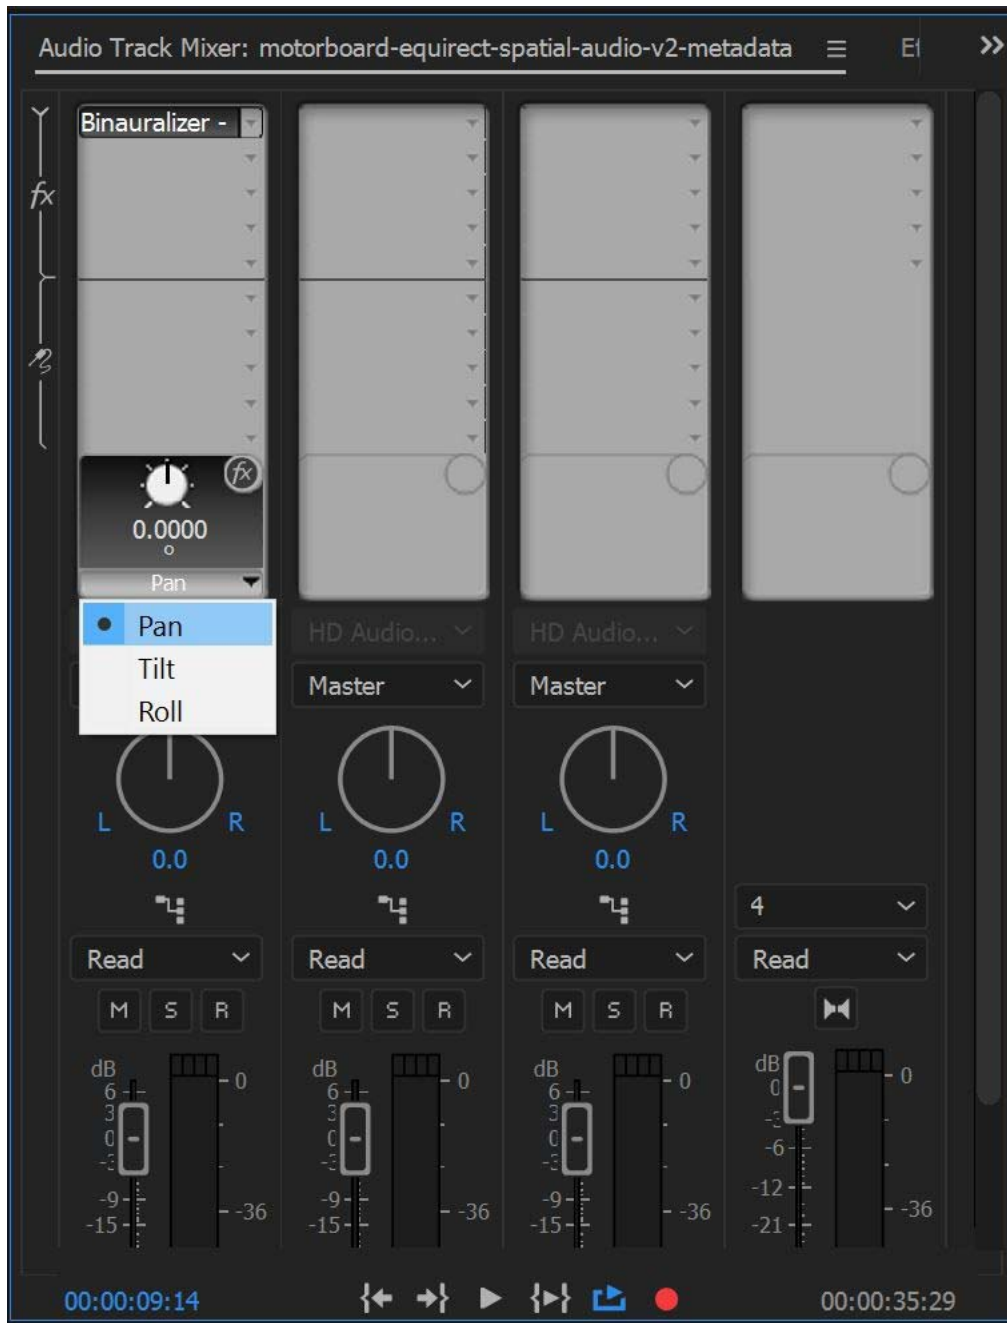 Audio Track Mixer: motorboard-equirect-spatial-audio-v2-metadata
Binauralizer -
fx
fx
0.0000
o
Pan
Pan
Tilt
Roll
HD Audio... HD Audio...
Master Master
L R L R L R
0.0 0.0 0.0
4
Read Read Read Read
M S R M S R M S R
dB dB dB dB
6 0 6 0 6 0 0 0
3 3 3
0 0 0
-6
-9 -9 -9 -12
-15 -36 -15 -36 -15 -36 -21 -36
00:00:09:14 00:00:35:29